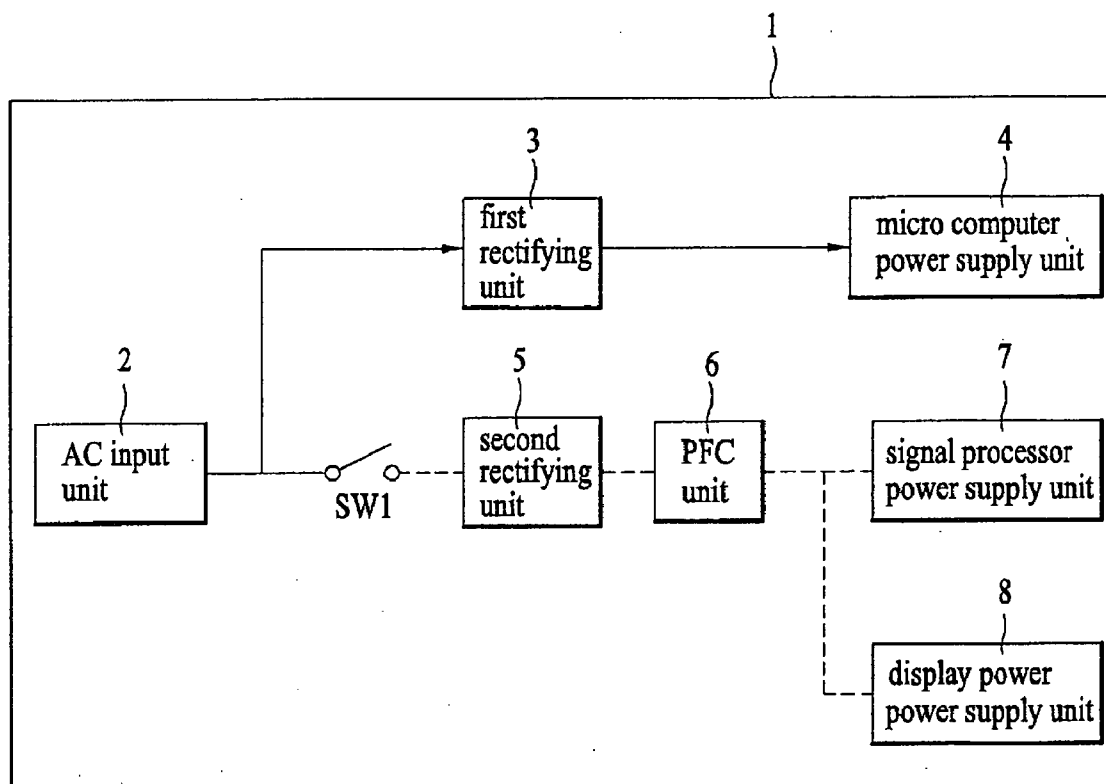 1
3
first
rectifying
unit
4
micro computer
power supply unit
2
AC input
unit
SW1
5
second
rectifying
unit
6
PFC
unit
7
signal processor
power supply unit
8
display power
power supply unit